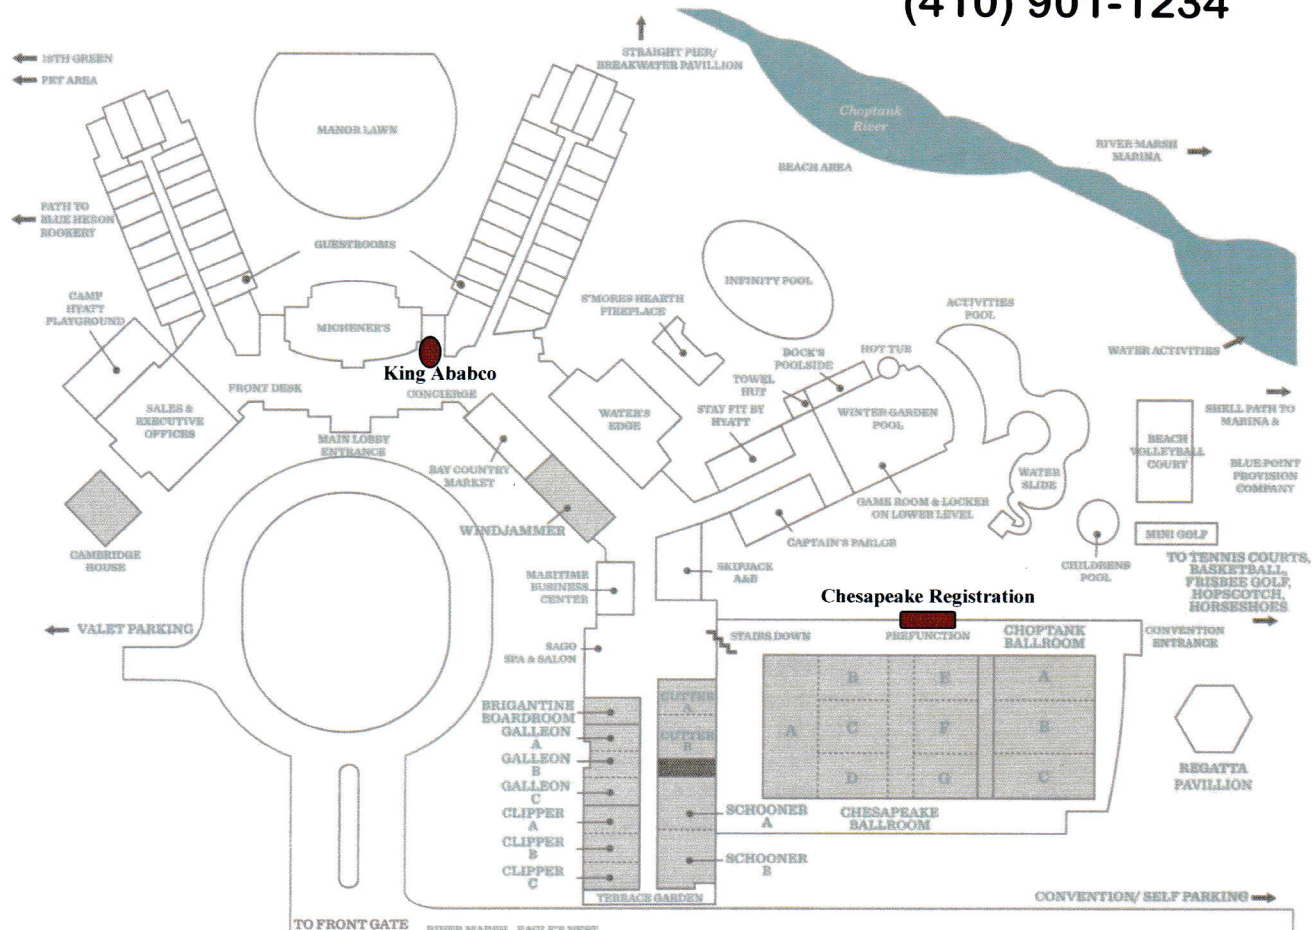 (410) 901-1234
18TH GREEN
PET AREA
STRAIGHT PIER/
BREAKWATER PAVILLION
MANOR LAWN
Choptank
River
BEACH AREA
RIVER MARSH
MARINA
PATH TO
BLUE HERON
ROOKERY
GUESTROOMS
INFINITY POOL
CAMP
HYATT
PLAYGROUND
MICHENER'S
S'MORES HEARTH
FIREPLACE
ACTIVITIES
POOL
WATER ACTIVITIES
King Ababco
DOCK'S
POOLSIDE
HOT TUB
TOWEL
HUT
FRONT DESK
CONCIERGE
SALES &
EXECUTIVE
OFFICES
WATER'S
EDGE
STAY FIT BY
HYATT
WINTER GARDEN
POOL
SHELL PATH TO
MARINA &
BLUE POINT
PROVISION
COMPANY
MAIN LOBBY
ENTRANCE
BEACH
VOLLEYBALL
COURT
BAY COUNTRY
MARKET
WATER
SLIDE
GAME ROOM & LOCKER
ON LOWER LEVEL
WINDJAMMER
CAPTAIN'S PARLOR
MINI GOLF
CAMBRIDGE
HOUSE
MARITIME
BUSINESS
CENTER
SKIPJACK
A&B
CHILDRENS
POOL
TO TENNIS COURTS,
BASKETBALL,
FRISBEE GOLF,
HOPSCOTCH,
HORSESHOES
Chesapeake Registration
VALET PARKING
STAIRS DOWN
PREFUNCTION
CHOPTANK
BALLROOM
CONVENTION
ENTRANCE
SAGO
SPA & SALON
B
E
A
A
C
F
B
D
G
C
CUTTER
A
CUTTER
B
BRIGANTINE
BOARDROOM
GALLEON
A
GALLEON
B
GALLEON
C
CLIPPER
A
CLIPPER
B
CLIPPER
C
SCHOONER
A
SCHOONER
B
CHESAPEAKE
BALLROOM
REGATTA
PAVILLION
TERRACE GARDEN
CONVENTION/ SELF PARKING
TO FRONT GATE
RIVER MARSH EAGLE'S NEST